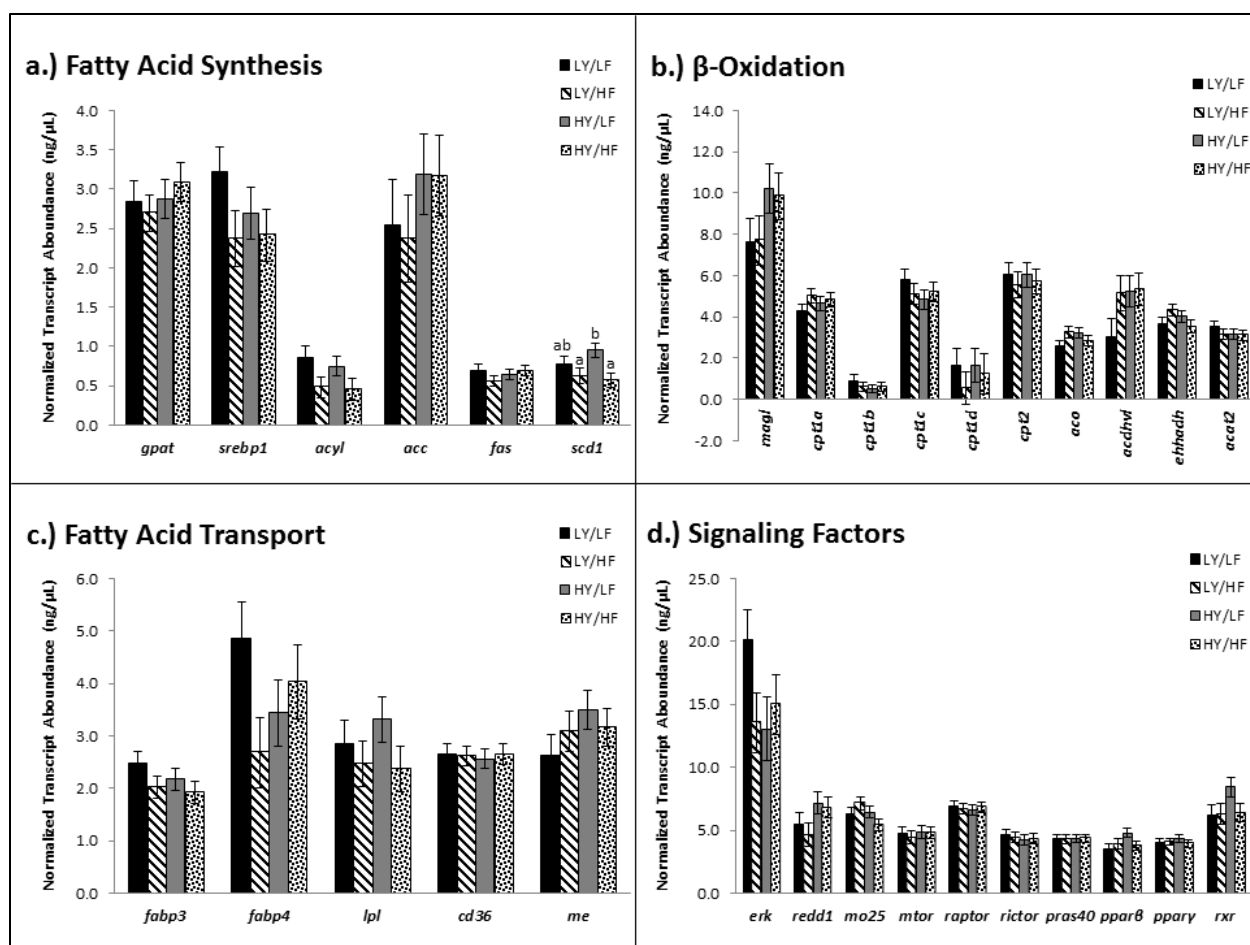 a.) Fatty Acid Synthesis
LY/LF
LY/HF
HY/LF
HY/HF
Normalized Transcript Aboundance (ng/µL)
4.0
3.5
3.0
2.5
2.0
1.5
1.0
0.5
0.0
ab
a
b
a
gpat srebp1 acyl acc fas scd1
b.) β-Oxidation
LY/LF
LY/HF
HY/LF
HY/HF
Normalized Transcript Aboundance (ng/µL)
14.0
12.0
10.0
8.0
6.0
4.0
2.0
0.0
-2.0
magl cpt1a cpt1b cpt1c cpt1d cpt2 aco acdhvl ehhadh acat2
c.) Fatty Acid Transport
LY/LF
LY/HF
HY/LF
HY/HF
Normalized Transcript Aboundance (ng/µL)
6.0
5.0
4.0
3.0
2.0
1.0
0.0
fabp3 fabp4 lpl cd36 me
d.) Signaling Factors
LY/LF
LY/HF
HY/LF
HY/HF
Normalized Transcript Aboundance (ng/µL)
25.0
20.0
15.0
10.0
5.0
0.0
erk redd1 mo25 mtor raptor rictor pras40 pparβ pparγ rxr